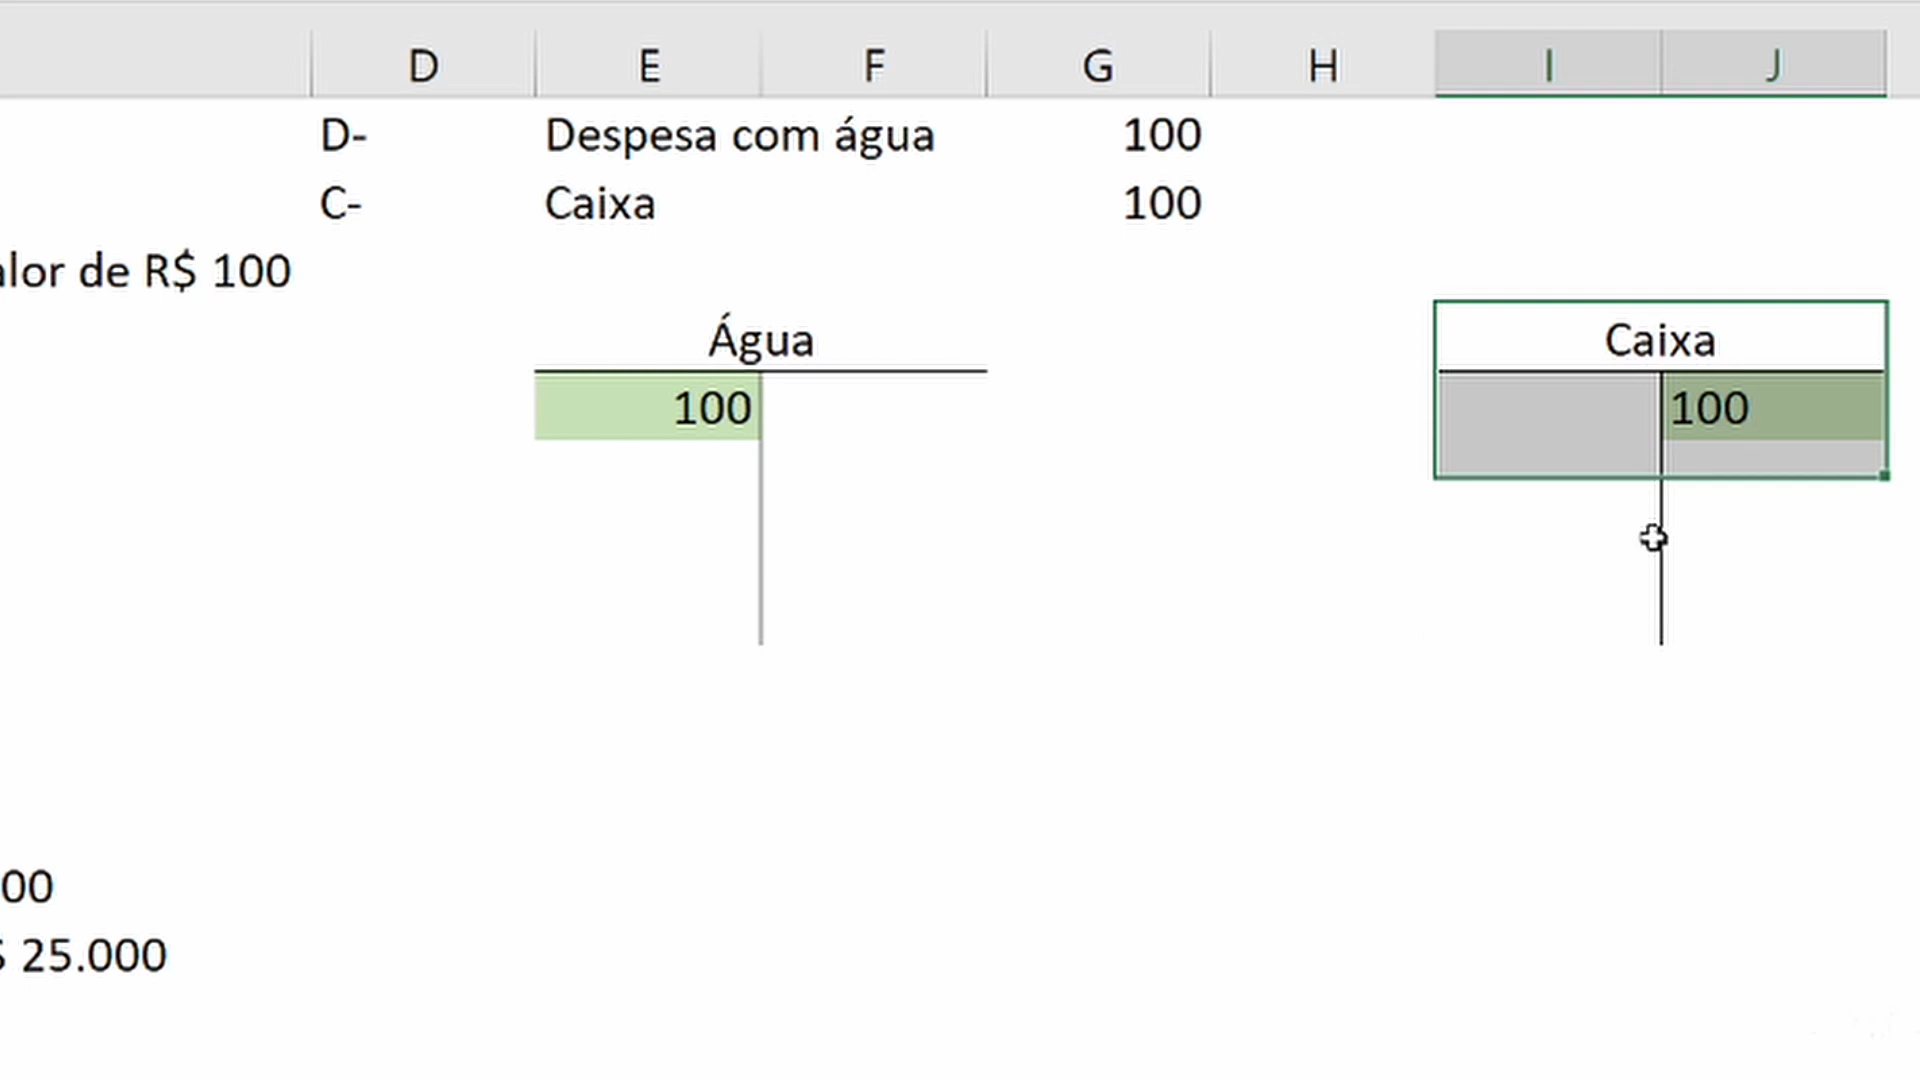 D E F G H I J
D- Despesa com água 100
C- Caixa 100
alor de R$ 100
Água Caixa
100 100
00
$ 25.000